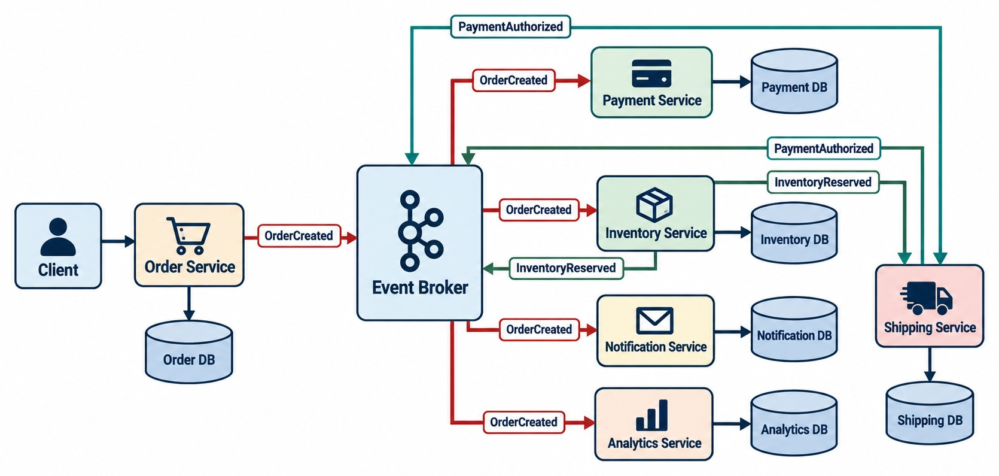 PaymentAuthorized
OrderCreated
Payment Service
Payment DB
PaymentAuthorized
InventoryReserved
Client
Order Service
OrderCreated
Event Broker
OrderCreated
Inventory Service
Inventory DB
InventoryReserved
Order DB
OrderCreated
Notification Service
Notification DB
Shipping Service
OrderCreated
Analytics Service
Analytics DB
Shipping DB